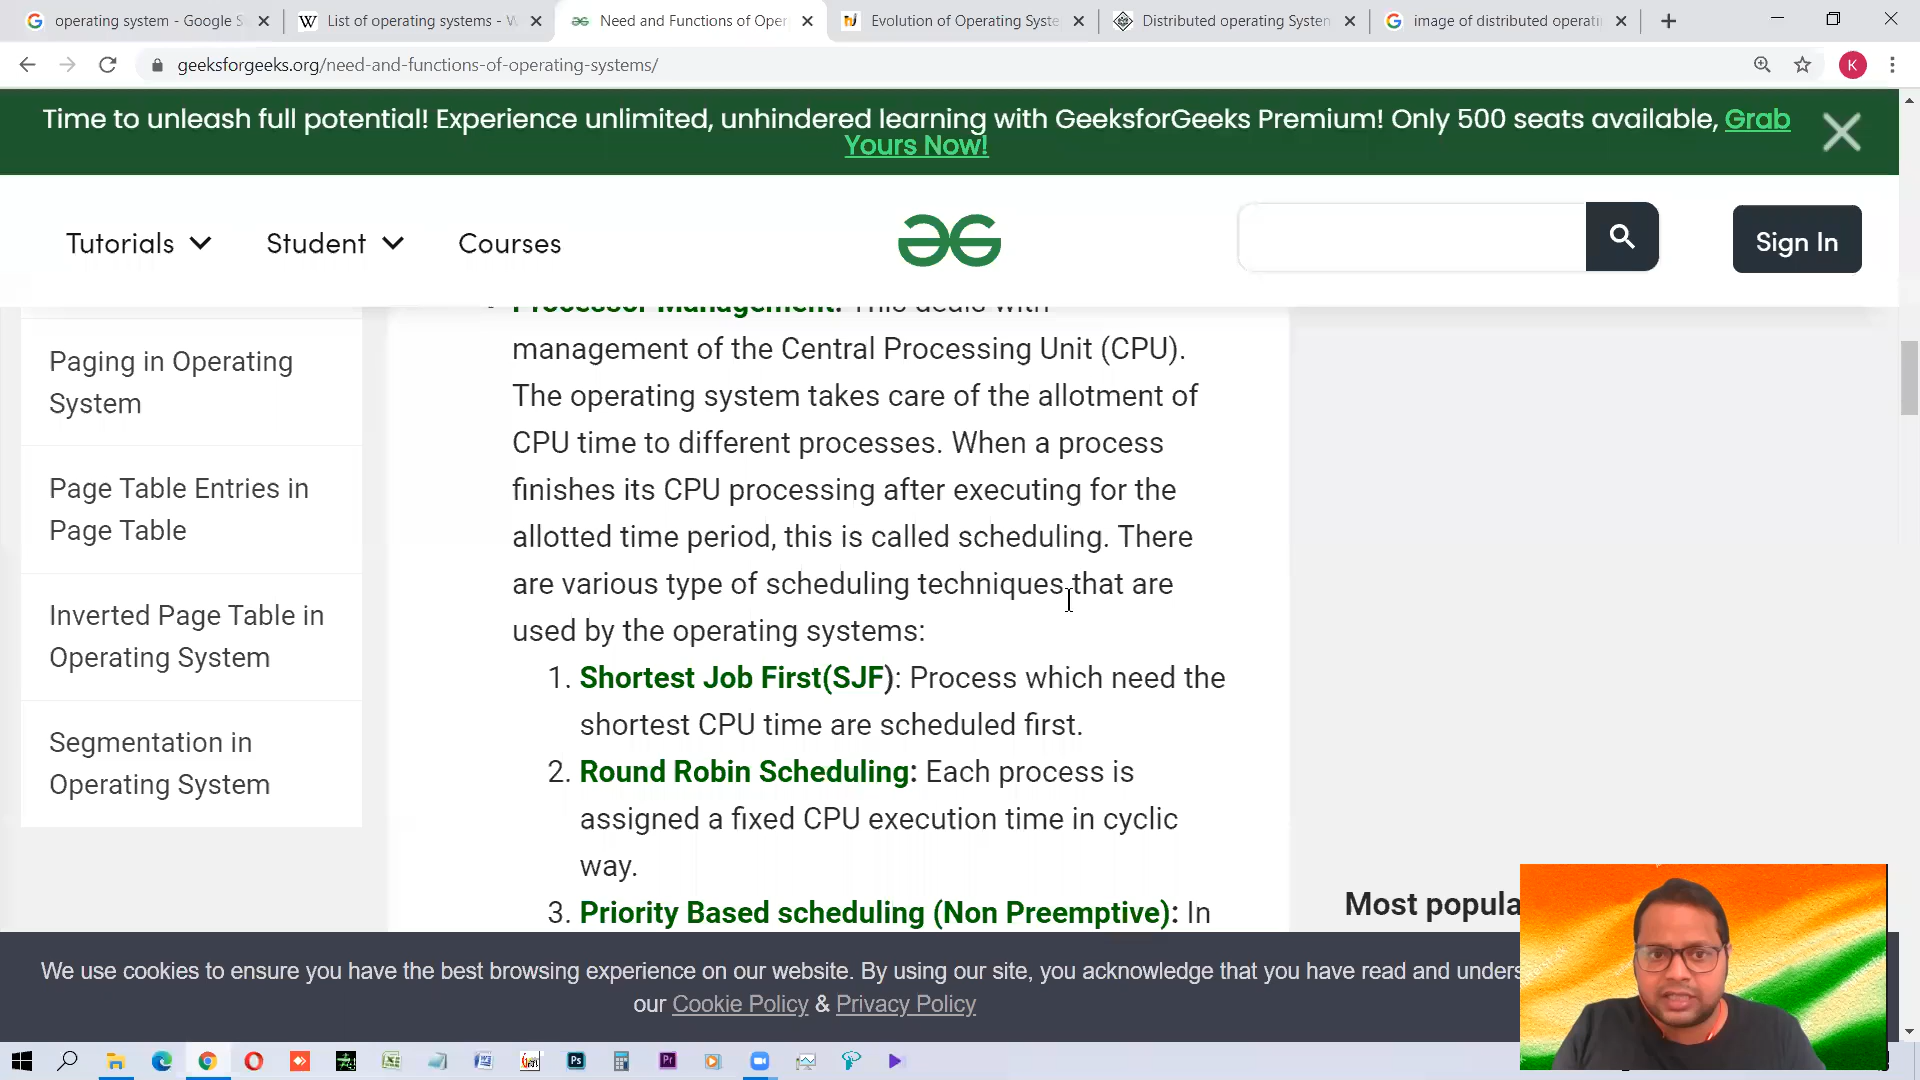 operating system - Google S
List of operating systems - W
Need and Functions of Oper
Evolution of Operating Syste
Distributed operating System
image of distributed operati
geeksforgeeks.org/need-and-functions-of-operating-systems/
K
Time to unleash full potential! Experience unlimited, unhindered learning with GeeksforGeeks Premium! Only 500 seats available, Grab
Yours Now!
Tutorials
Student
Courses
Sign In
Processor Management: This deals with
management of the Central Processing Unit (CPU).
The operating system takes care of the allotment of
CPU time to different processes. When a process
finishes its CPU processing after executing for the
allotted time period, this is called scheduling. There
are various type of scheduling techniques that are
used by the operating systems:
1. Shortest Job First(SJF): Process which need the
shortest CPU time are scheduled first.
2. Round Robin Scheduling: Each process is
assigned a fixed CPU execution time in cyclic
way.
3. Priority Based scheduling (Non Preemptive): In
Paging in Operating
System
Page Table Entries in
Page Table
Inverted Page Table in
Operating System
Segmentation in
Operating System
Most popula
We use cookies to ensure you have the best browsing experience on our website. By using our site, you acknowledge that you have read and unders
our Cookie Policy & Privacy Policy
Ps
Pr